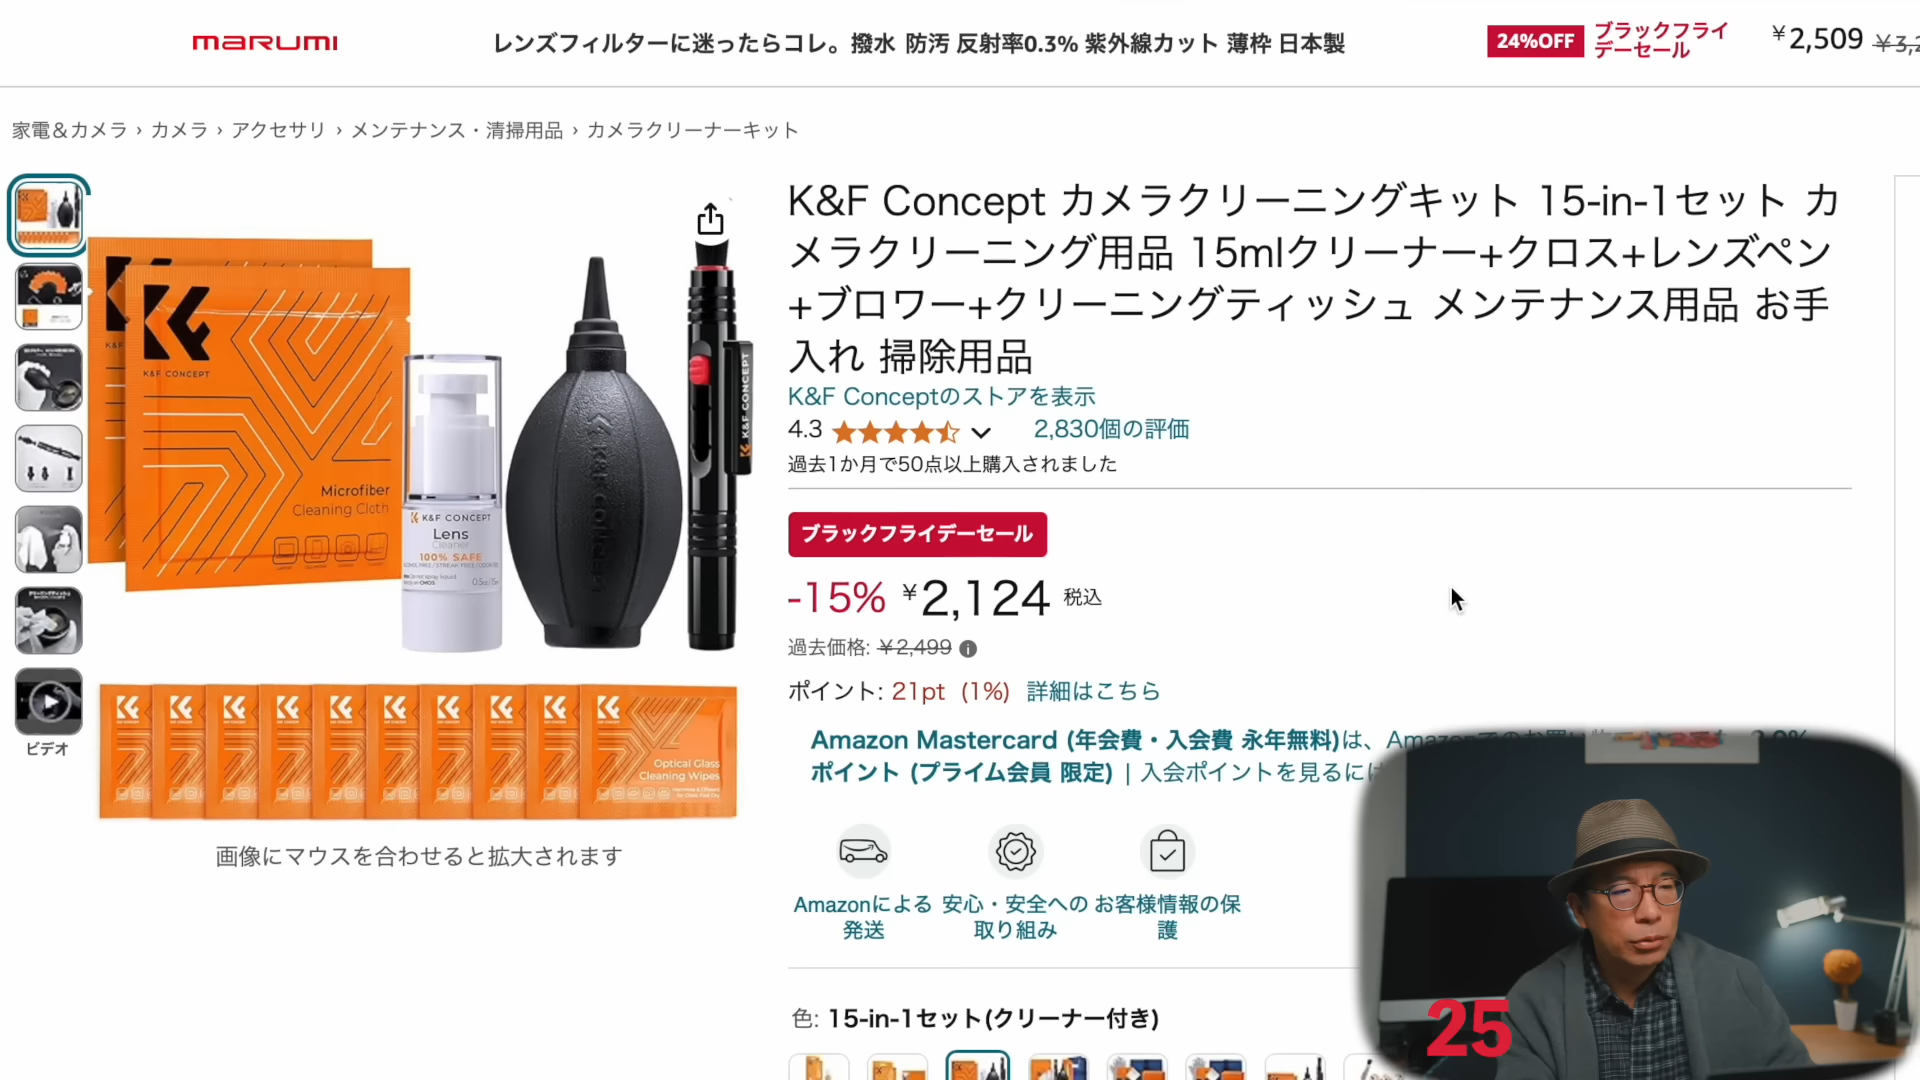 marumi
レンズフィルターに迷ったらコレ。撥水 防汚 反射率0.3% 紫外線カット 薄枠 日本製
24%OFF
ブラックフライ
デーセール
¥2,509
家電＆カメラ › カメラ › アクセサリ › メンテナンス・清掃用品 › カメラクリーナーキット
K&F Concept カメラクリーニングキット 15-in-1セット カ
メラクリーニング用品 15mlクリーナー+クロス+レンズペン
+ブロワー+クリーニングティッシュ メンテナンス用品 お手
入れ 掃除用品
K&F Conceptのストアを表示
4.3
2,830個の評価
過去1か月で50点以上購入されました
ブラックフライデーセール
-15% ¥2,124 税込
過去価格: ¥2,499
ポイント: 21pt (1%) 詳細はこちら
Amazon Mastercard (年会費・入会費 永年無料)は、
ポイント (プライム会員 限定) | 入会ポイントを見るに
Amazonによる
発送
安心・安全への
取り組み
お客様情報の保
護
色: 15-in-1セット(クリーナー付き)
K&F CONCEPT
Microfiber
Cleaning Cloth
K&F CONCEPT
Lens
Cleaner
100% SAFE
K&F CONCEPT
K&F CONCEPT
Optical Glass
Cleaning Wipes
ビデオ
画像にマウスを合わせると拡大されます
25